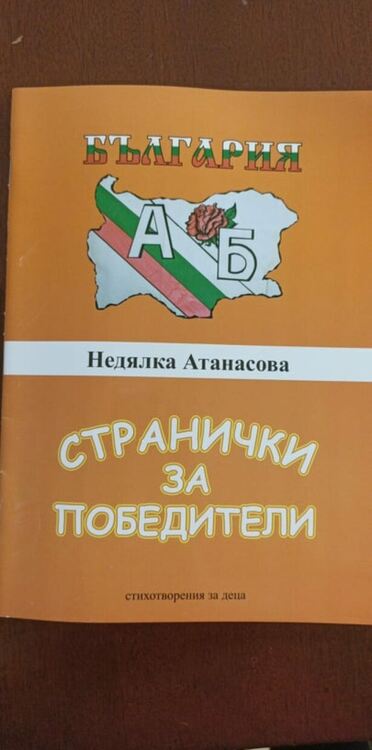 БЪЛГАРИЯ
А Б
Недялка Атанасова
СТРАНИЧКИ
ЗА
ПОБЕДИТЕЛИ
стихотворения за деца